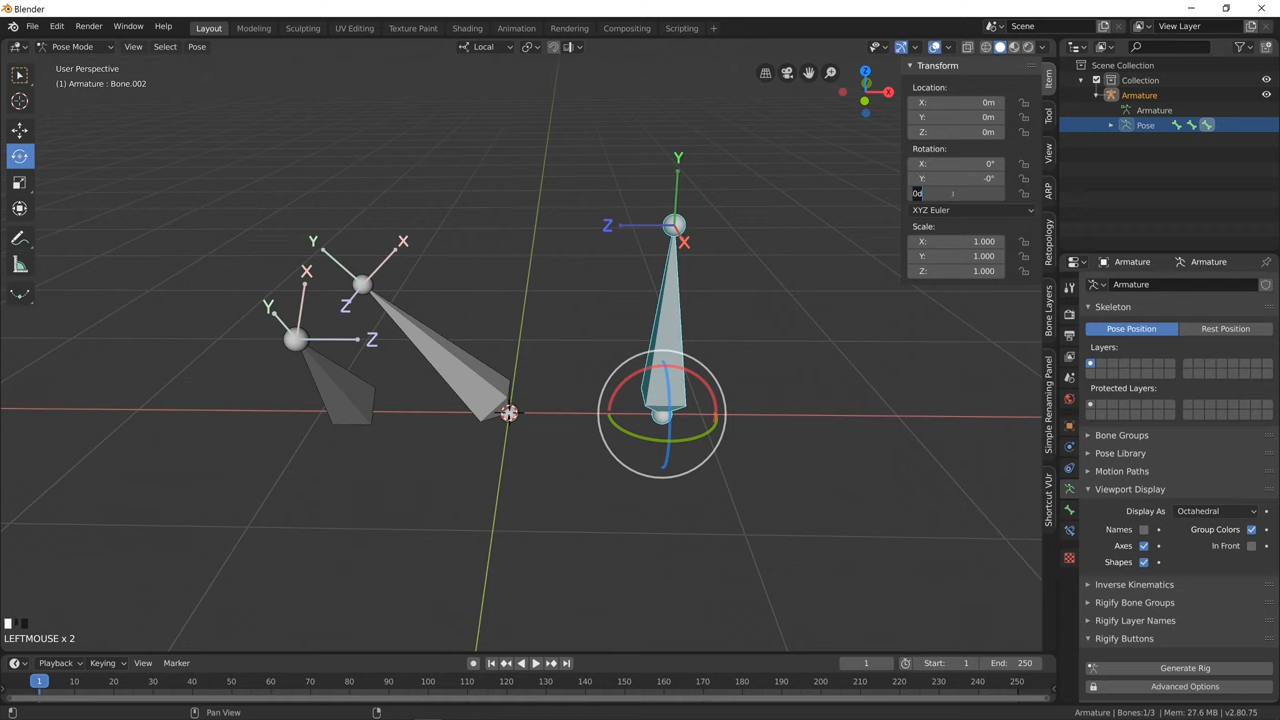 Blender
File Edit Render Window Help Layout Modeling Sculpting UV Editing Texture Paint Shading Animation Rendering Compositing Scripting + Scene View Layer
Pose Mode View Select Pose Local
User Perspective
(1) Armature : Bone.002
Z
X
Transform
Location:
X: 0m
Y: 0m
Z: 0m
Rotation:
X: 0°
Y: -0°
0d
XYZ Euler
Scale:
X: 1.000
Y: 1.000
Z: 1.000
Item
Tool
View
ARP
Retopology
Bone Layers
Simple Renaming Panel
Shortcut VUr
Y
Z
X
Y
X
Z
X
Y
Z
Scene Collection
Collection
Armature
Armature
Pose
Armature Armature
Armature
Skeleton
Pose Position Rest Position
Layers:
Protected Layers:
Bone Groups
Pose Library
Motion Paths
Viewport Display
Display As Octahedral
Names Group Colors
Axes In Front
Shapes
Inverse Kinematics
Rigify Bone Groups
Rigify Layer Names
Rigify Buttons
Generate Rig
Advanced Options
LEFTMOUSE x 2
Playback Keying View Marker 1 Start: 1 End: 250
1 10 20 30 40 50 60 70 80 90 100 110 120 130 140 150 160 170 180 190 200 210 220 230 240 250
Pan View
Armature | Bones:1/3 | Mem: 27.6 MB | v2.80.75